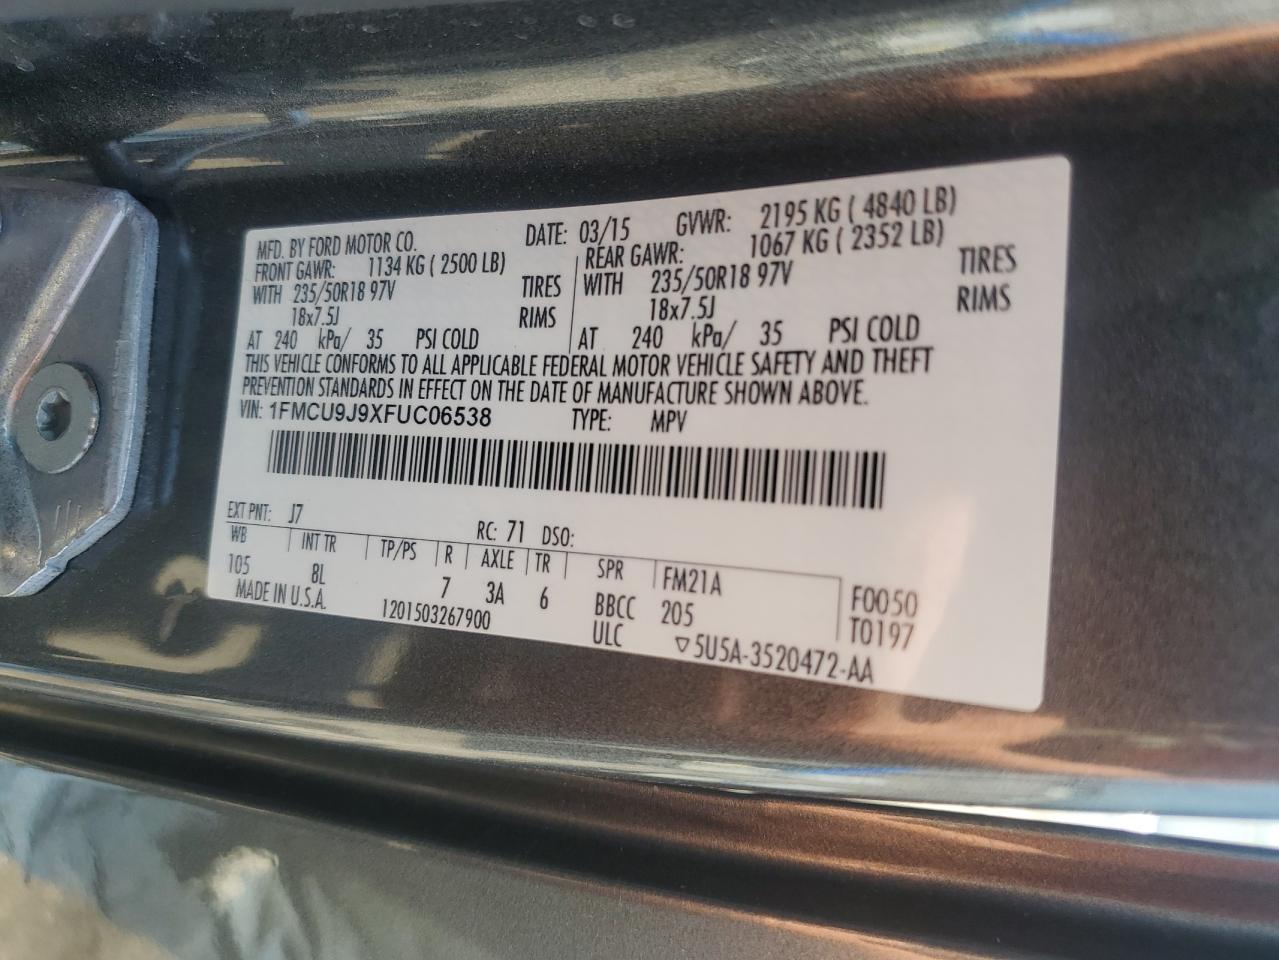 MFD. BY FORD MOTOR CO. DATE: 03/15 GVWR: 2195 KG ( 4840 LB)
FRONT GAWR: 1134 KG ( 2500 LB) REAR GAWR: 1067 KG ( 2352 LB)
WITH 235/50R18 97V TIRES WITH 235/50R18 97V TIRES
18x7.5J RIMS 18x7.5J RIMS
AT 240 kPa/ 35 PSI COLD AT 240 kPa/ 35 PSI COLD
THIS VEHICLE CONFORMS TO ALL APPLICABLE FEDERAL MOTOR VEHICLE SAFETY AND THEFT
PREVENTION STANDARDS IN EFFECT ON THE DATE OF MANUFACTURE SHOWN ABOVE.
VIN: 1FMCU9J9XFUC06538 TYPE: MPV
EXT PNT: J7 RC: 71 DSO:
WB INT TR TP/PS R AXLE TR SPR FM21A F0050
105 8L 7 3A 6 BBCC 205 T0197
MADE IN U.S.A. 1201503267900 ULC ▽5U5A-3520472-AA